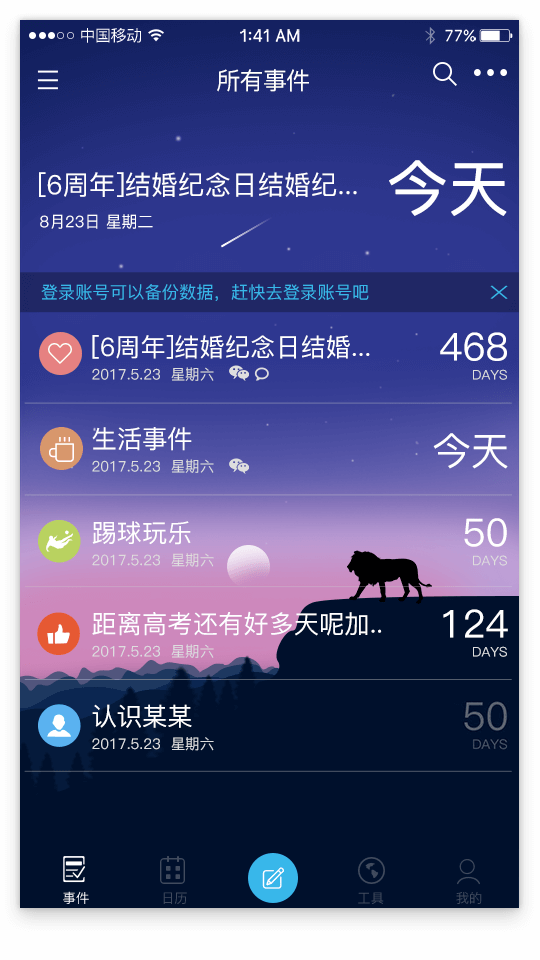 中国移动 1:41 AM 77%
所有事件
[6周年]结婚纪念日结婚纪... 今天
8月23日 星期二
登录账号可以备份数据，赶快去登录账号吧
[6周年]结婚纪念日结婚... 468
2017.5.23 星期六 DAYS
生活事件 今天
2017.5.23 星期六
踢球玩乐 50
2017.5.23 星期六 DAYS
距离高考还有好多天呢加.. 124
2017.5.23 星期六 DAYS
认识某某 50
2017.5.23 星期六 DAYS
事件 日历 工具 我的